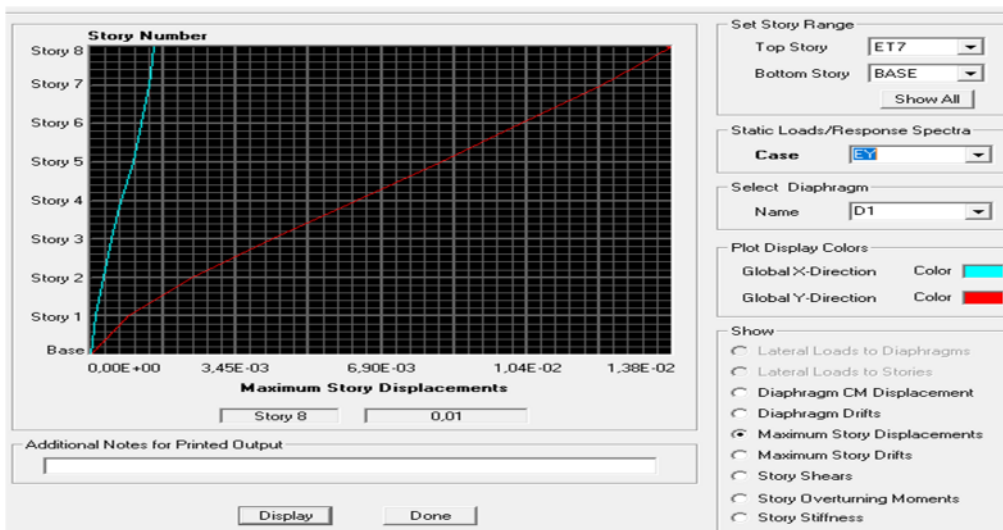 Story Number
Story 8
Story 7
Story 6
Story 5
Story 4
Story 3
Story 2
Story 1
Base
0,00E+00 3,45E-03 6,90E-03 1,04E-02 1,38E-02
Maximum Story Displacements
Story 8 0,01
Additional Notes for Printed Output
Display Done
Set Story Range
Top Story ET7
Bottom Story BASE
Show All
Static Loads/Response Spectra
Case EY
Select Diaphragm
Name D1
Plot Display Colors
Global X-Direction Color
Global Y-Direction Color
Show
Lateral Loads to Diaphragms
Lateral Loads to Stories
Diaphragm CM Displacement
Diaphragm Drifts
Maximum Story Displacements
Maximum Story Drifts
Story Shears
Story Overturning Moments
Story Stiffness